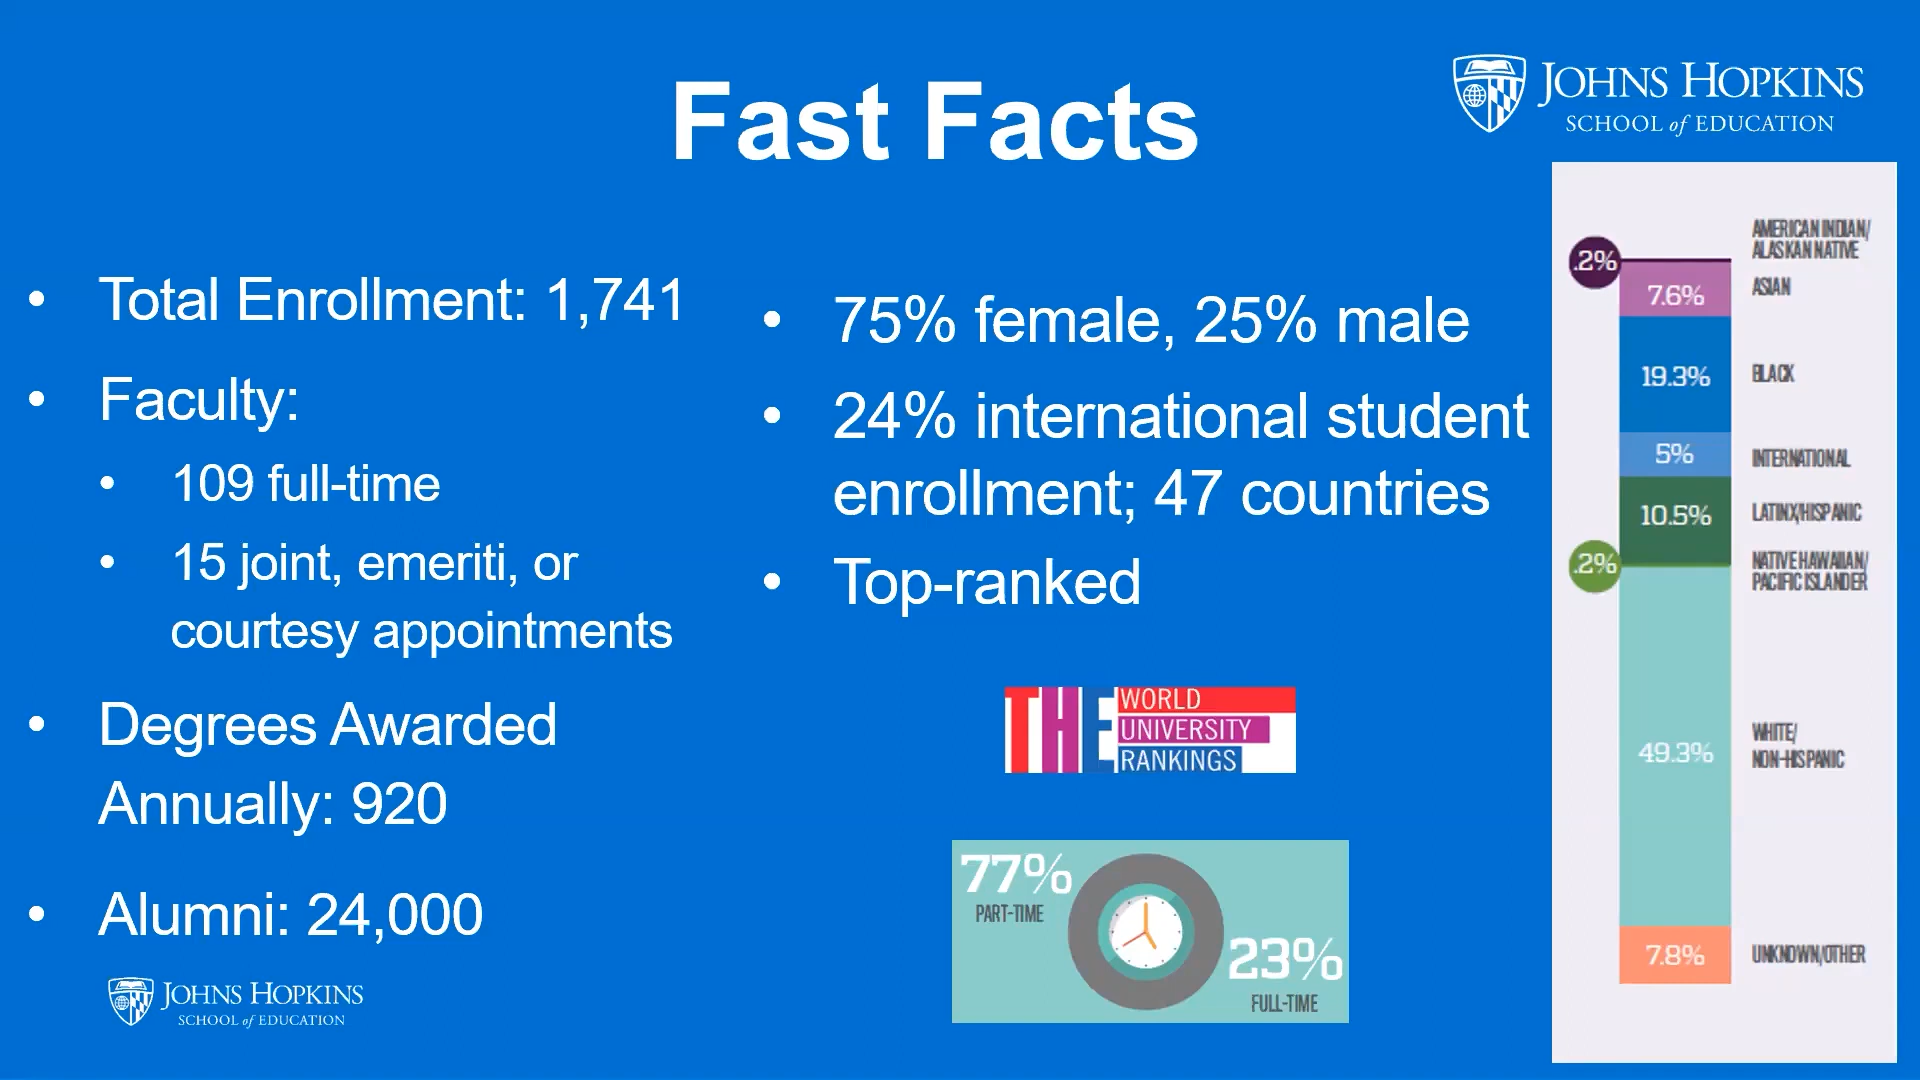 Fast Facts
JOHNS HOPKINS
SCHOOL of EDUCATION
• Total Enrollment: 1,741
• Faculty:
• 109 full-time
• 15 joint, emeriti, or
courtesy appointments
• Degrees Awarded
Annually: 920
• Alumni: 24,000
JOHNS HOPKINS
SCHOOL of EDUCATION
• 75% female, 25% male
• 24% international student
enrollment; 47 countries
• Top-ranked
THE
WORLD
UNIVERSITY
RANKINGS
77%
PART-TIME
23%
FULL-TIME
AMERICAN INDIAN/
ALASKAN NATIVE
.2%
7.6% ASIAN
19.3% BLACK
5% INTERNATIONAL
10.5% LATINX/HISPANIC
.2% NATIVE HAWAIIAN/
PACIFIC ISLANDER
49.3% WHITE/
NON-HISPANIC
7.8% UNKNOWN/OTHER